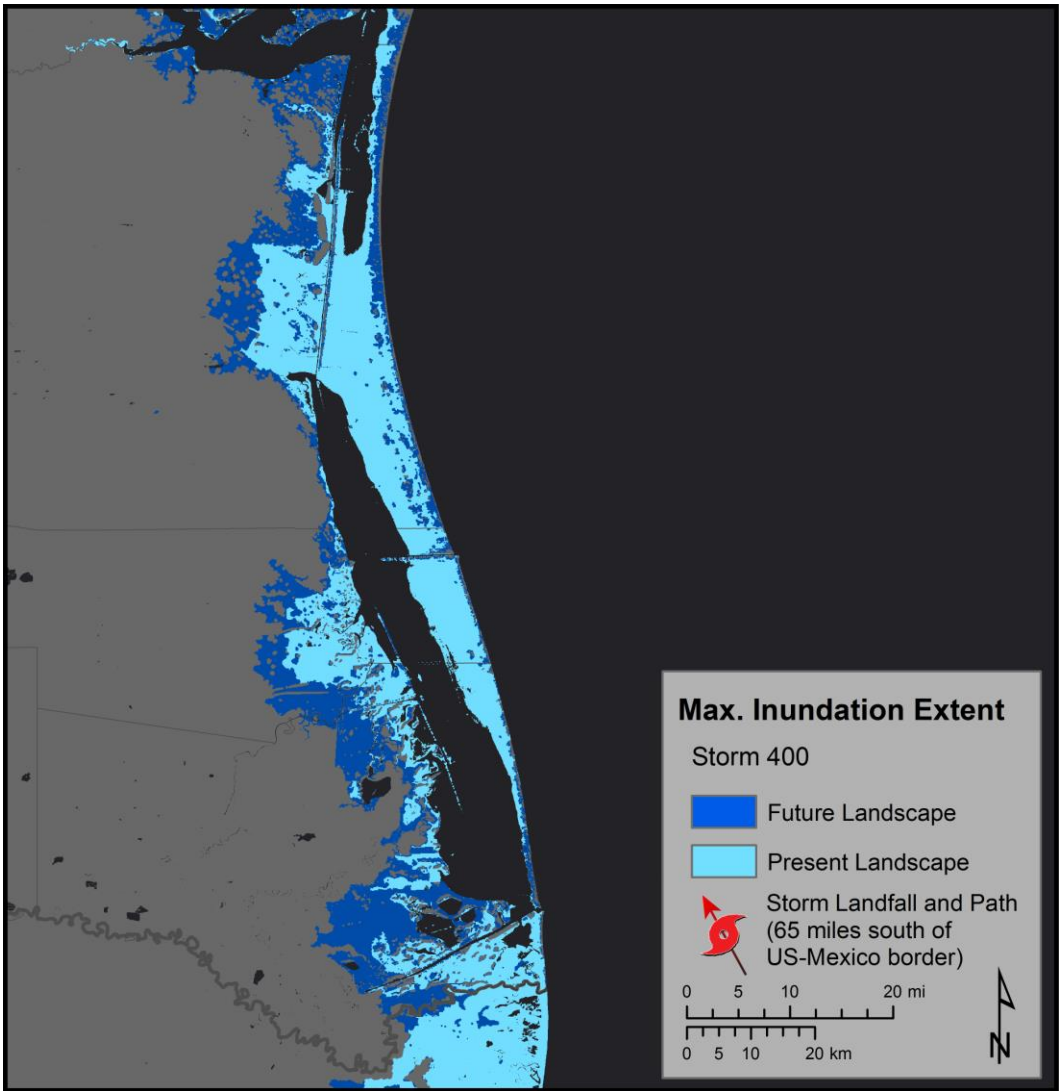 Max. Inundation Extent
Storm 400
Future Landscape
Present Landscape
Storm Landfall and Path
(65 miles south of
US-Mexico border)
0 5 10 20 mi
0 5 10 20 km
N